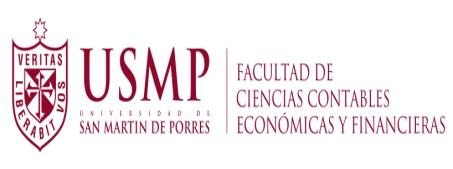 VERITAS
LIBERABIT VOS
USMP
UNIVERSIDAD DE
SAN MARTIN DE PORRES
FACULTAD DE
CIENCIAS CONTABLES
ECONÓMICAS Y FINANCIERAS